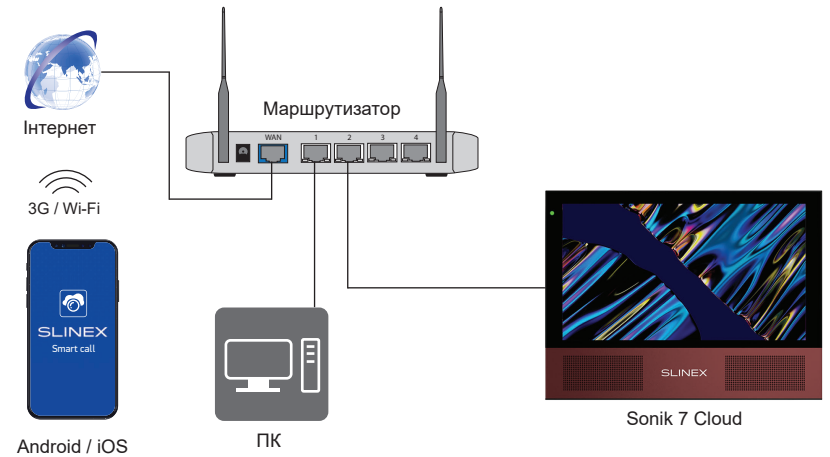 Інтернет
Маршрутизатор
WAN
1
2
3
4
3G / Wi-Fi
SLINEX
Smart call
Android / iOS
ПК
SLINEX
Sonik 7 Cloud